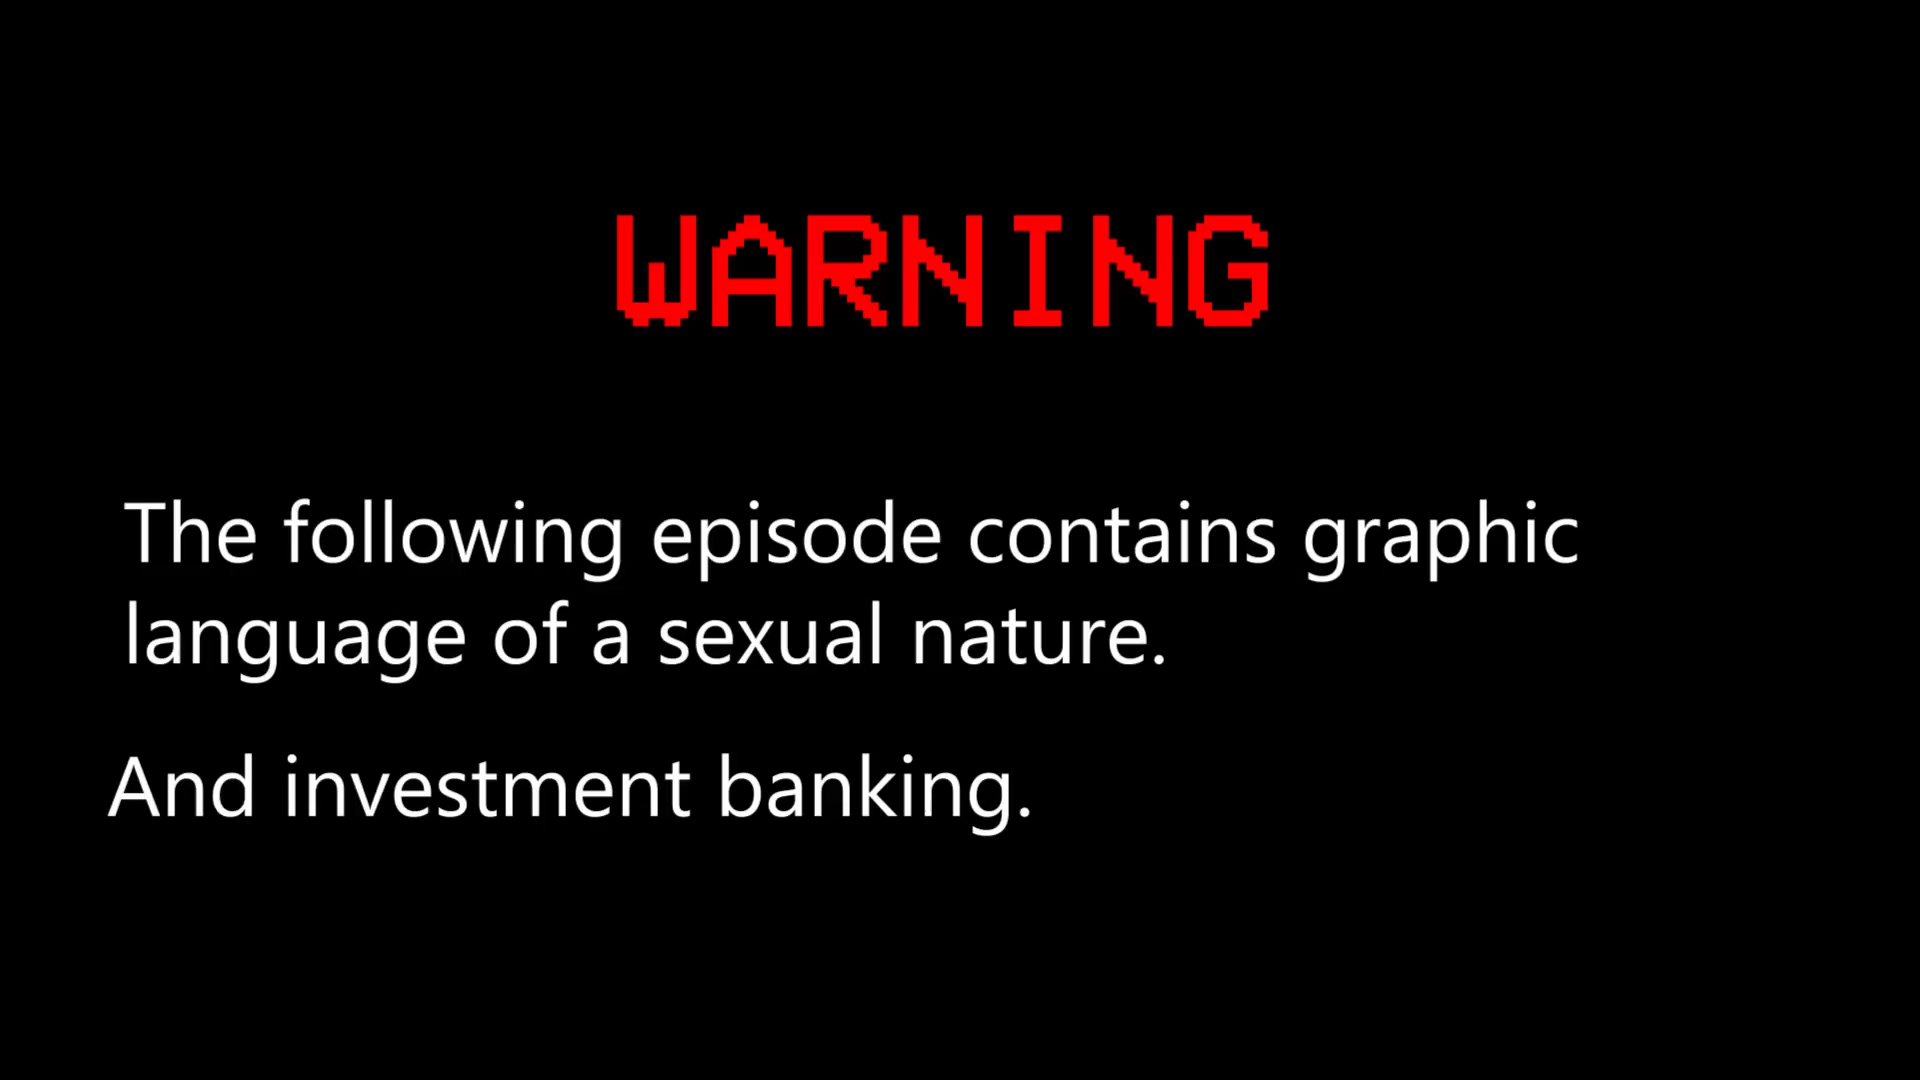 WARNING
The following episode contains graphic
language of a sexual nature.
And investment banking.